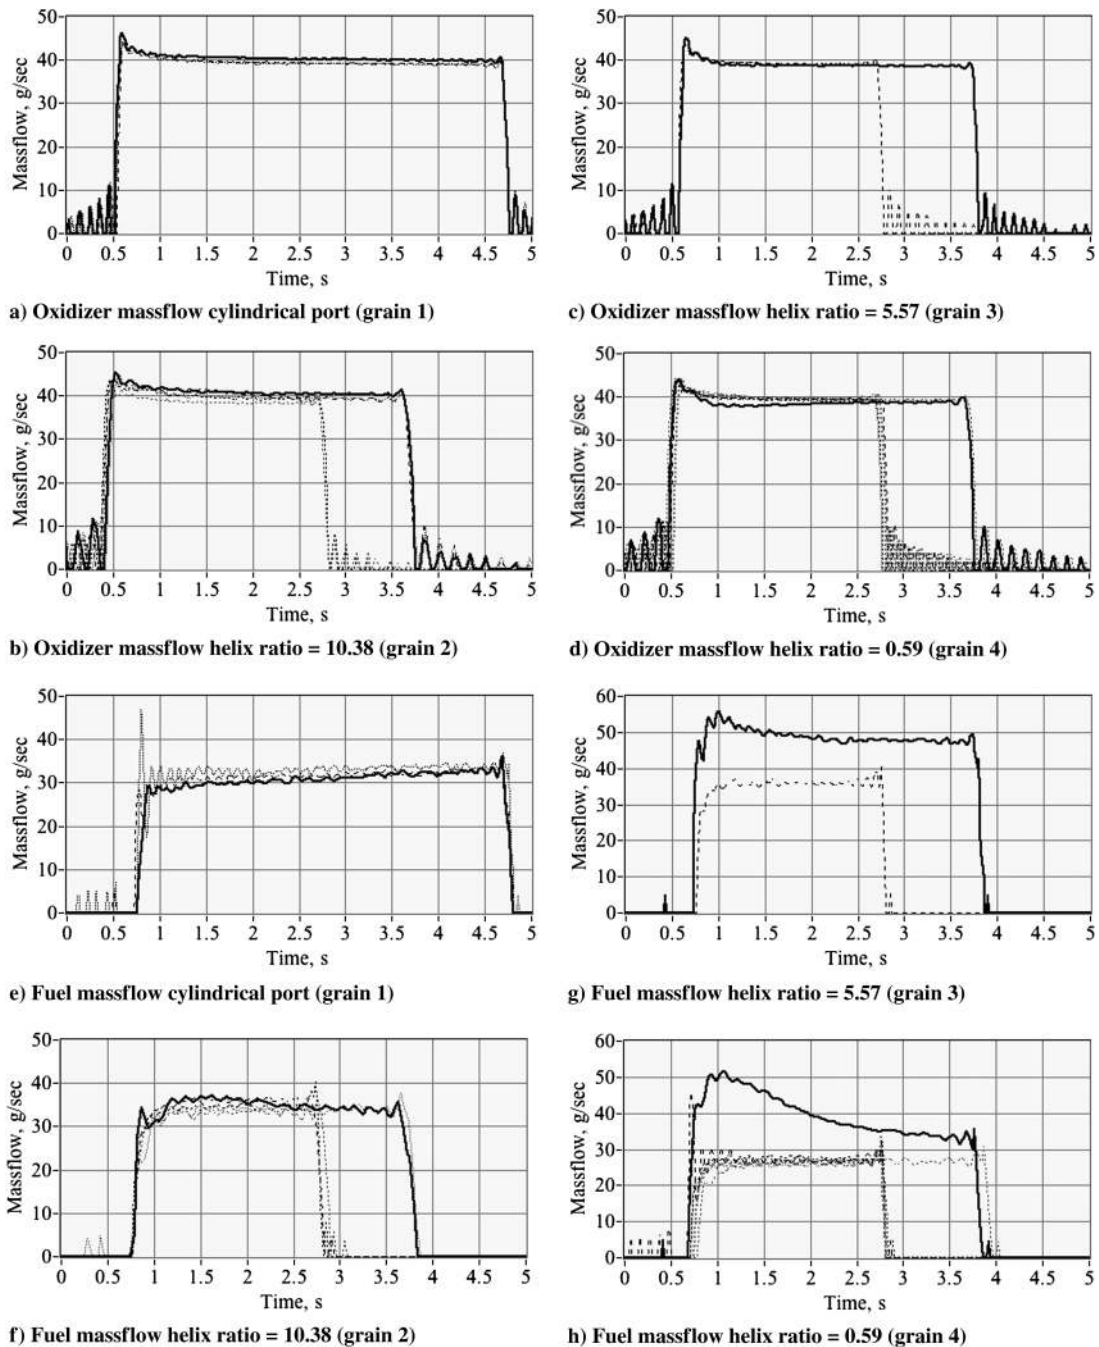 50
40
30
20
10
0
Massflow, g/sec
0 0.5 1 1.5 2 2.5 3 3.5 4 4.5 5
Time, s
a) Oxidizer massflow cylindrical port (grain 1)
50
40
30
20
10
0
Massflow, g/sec
0 0.5 1 1.5 2 2.5 3 3.5 4 4.5 5
Time, s
c) Oxidizer massflow helix ratio = 5.57 (grain 3)
50
40
30
20
10
0
Massflow, g/sec
0 0.5 1 1.5 2 2.5 3 3.5 4 4.5 5
Time, s
b) Oxidizer massflow helix ratio = 10.38 (grain 2)
50
40
30
20
10
0
Massflow, g/sec
0 0.5 1 1.5 2 2.5 3 3.5 4 4.5 5
Time, s
d) Oxidizer massflow helix ratio = 0.59 (grain 4)
50
40
30
20
10
0
Massflow, g/sec
0 0.5 1 1.5 2 2.5 3 3.5 4 4.5 5
Time, s
e) Fuel massflow cylindrical port (grain 1)
60
50
40
30
20
10
0
Massflow, g/sec
0 0.5 1 1.5 2 2.5 3 3.5 4 4.5 5
Time, s
g) Fuel massflow helix ratio = 5.57 (grain 3)
50
40
30
20
10
0
Massflow, g/sec
0 0.5 1 1.5 2 2.5 3 3.5 4 4.5 5
Time, s
f) Fuel massflow helix ratio = 10.38 (grain 2)
60
50
40
30
20
10
0
Massflow, g/sec
0 0.5 1 1.5 2 2.5 3 3.5 4 4.5 5
Time, s
h) Fuel massflow helix ratio = 0.59 (grain 4)